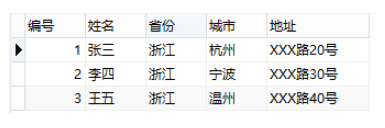 编号 姓名 省份 城市 地址
1 张三 浙江 杭州 XXX路20号
2 李四 浙江 宁波 XXX路30号
3 王五 浙江 温州 XXX路40号